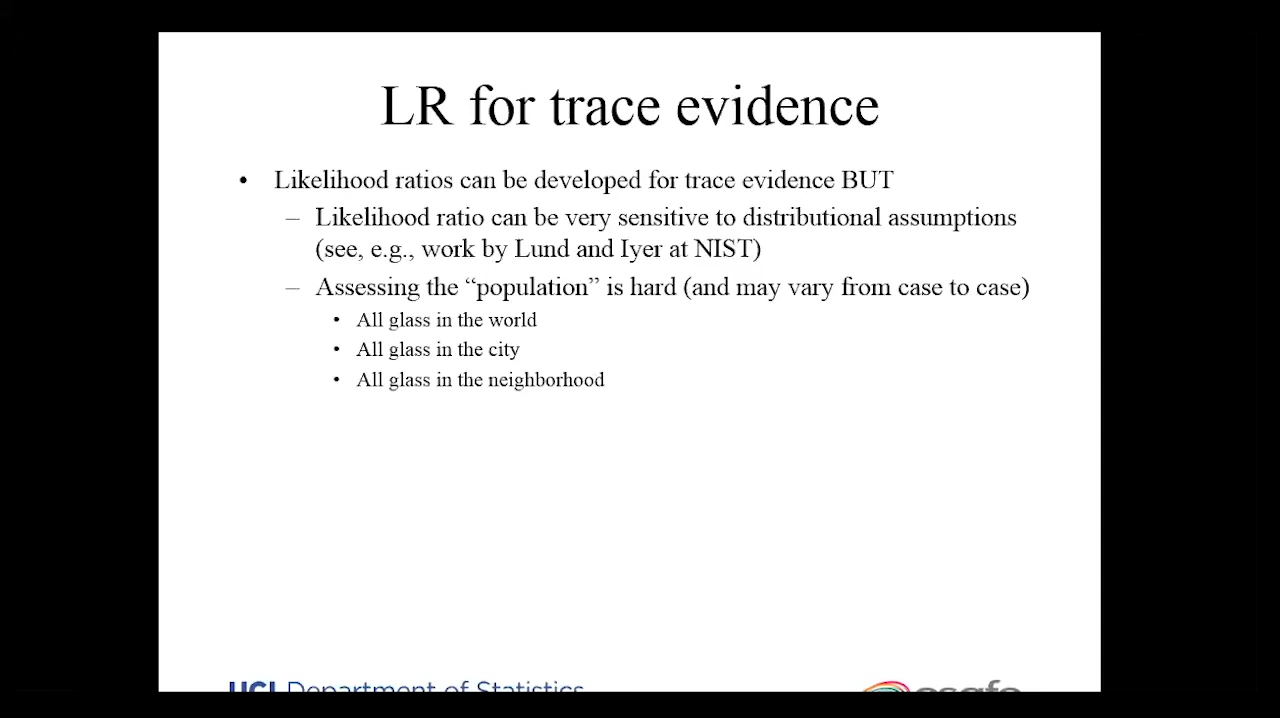 LR for trace evidence
• Likelihood ratios can be developed for trace evidence BUT
– Likelihood ratio can be very sensitive to distributional assumptions
(see, e.g., work by Lund and Iyer at NIST)
– Assessing the “population” is hard (and may vary from case to case)
• All glass in the world
• All glass in the city
• All glass in the neighborhood
UCI Department of Statistics
csafe